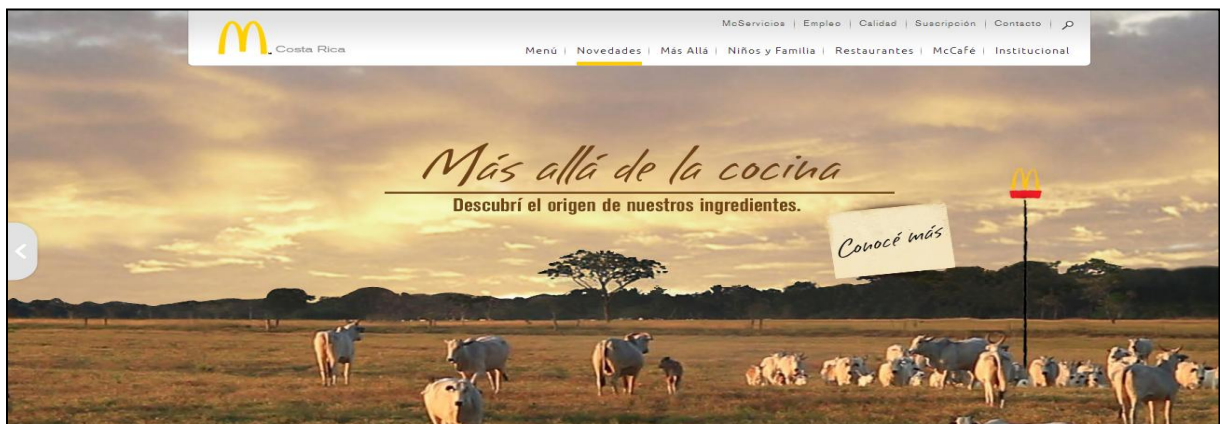 McServicios | Empleo | Calidad | Suscripción | Contacto |
M. Costa Rica
Menú | Novedades | Más Allá | Niños y Familia | Restaurantes | McCafé | Institucional
Más allá de la cocina
Descubrí el origen de nuestros ingredientes.
Conocé más